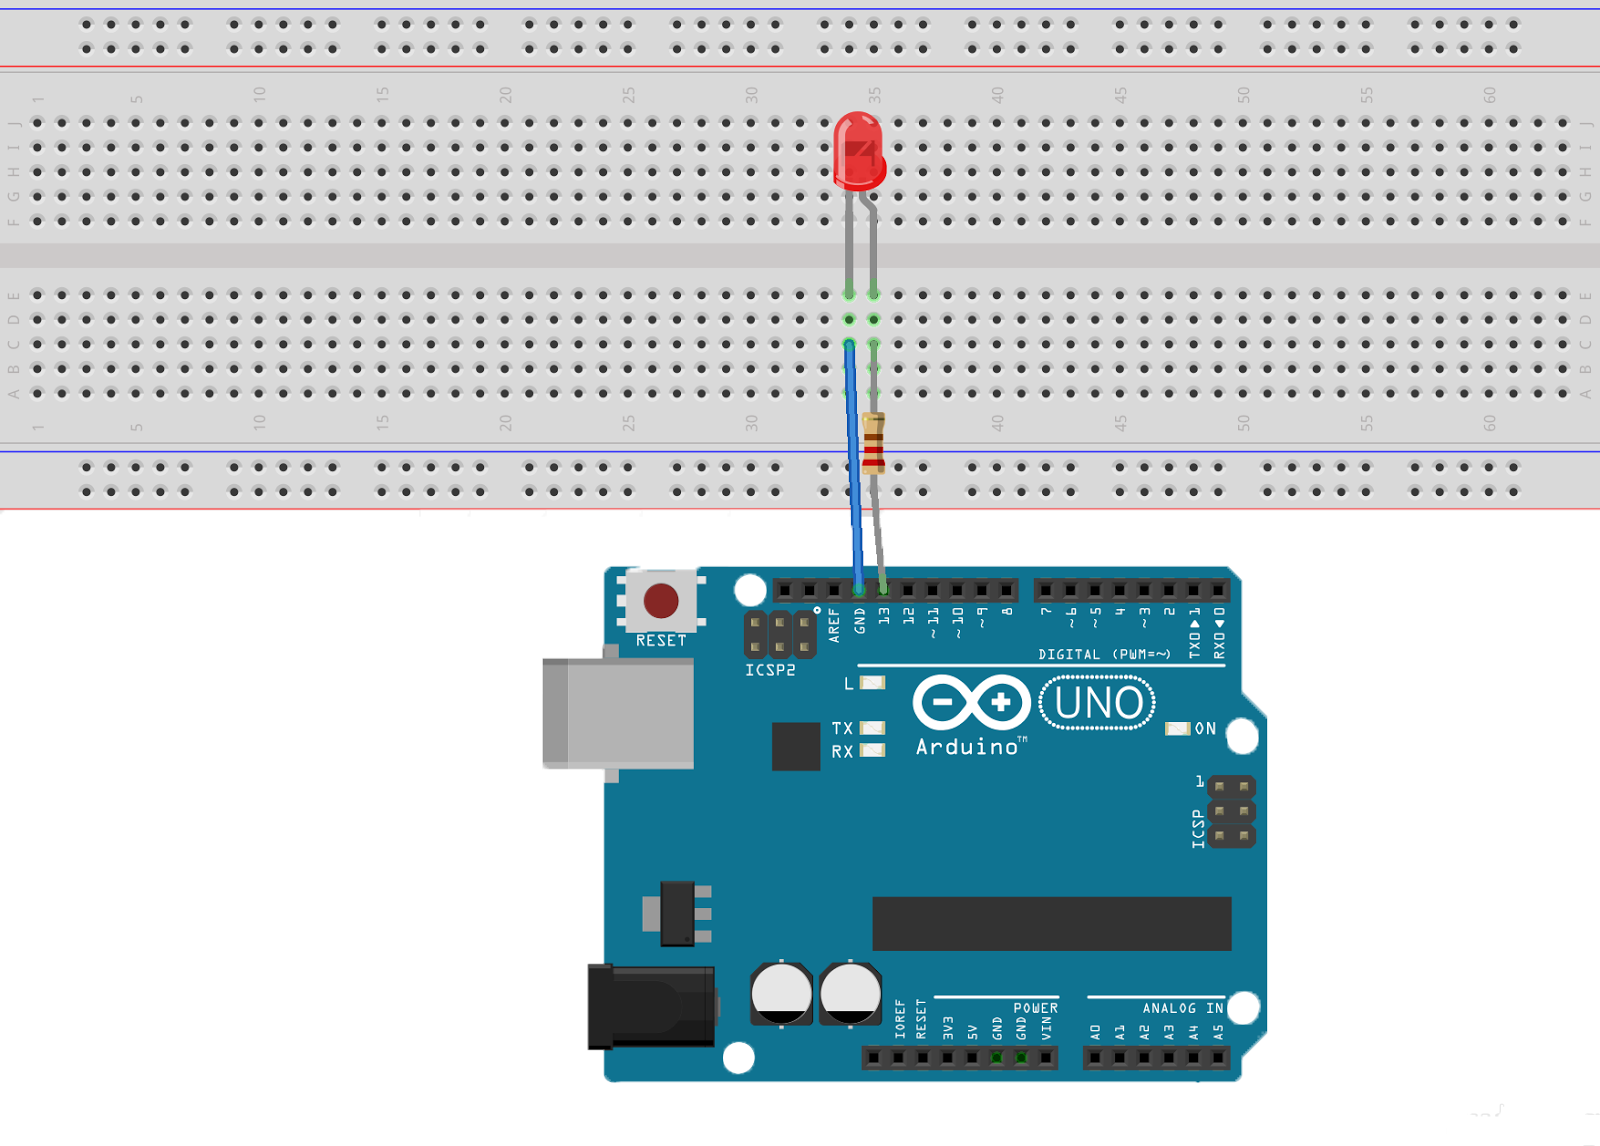 1 5 10 15 20 25 30 35 40 45 50 55 60
J J
I I
H H
G G
F F
E E
D D
C C
B B
A A
1 5 10 15 20 25 30 40 45 50 55 60
RESET
AREF GND 13 12 ~11 ~10 ~9 8 7 ~6 ~5 4 ~3 2 TX0▶1 RX0◀0
ICSP2
DIGITAL (PWM=~)
L
UNO
TX
RX
Arduino™
ON
1
ICSP
POWER
ANALOG IN
IOREF RESET 3V3 5V GND GND VIN A0 A1 A2 A3 A4 A5